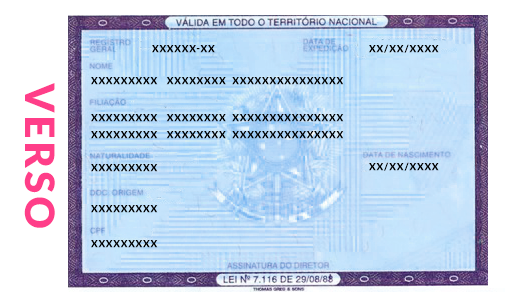 VERSO
VÁLIDA EM TODO O TERRITÓRIO NACIONAL
REGISTRO GERAL XXXXXX-XX DATA DE EXPEDIÇÃO XX/XX/XXXX
NOME
XXXXXXXXX XXXXXXXX XXXXXXXXXXXXXXX
FILIAÇÃO
XXXXXXXXX XXXXXXXX XXXXXXXXXXXXXXX
XXXXXXXXX XXXXXXXX XXXXXXXXXXXXXXX
NATURALIDADE DATA DE NASCIMENTO
XXXXXXXXX XX/XX/XXXX
DOC. ORIGEM
XXXXXXXXX
CPF
XXXXXXXXX
ASSINATURA DO DIRETOR
LEI Nº 7.116 DE 29/08/83
THOMAS GREG & SONS